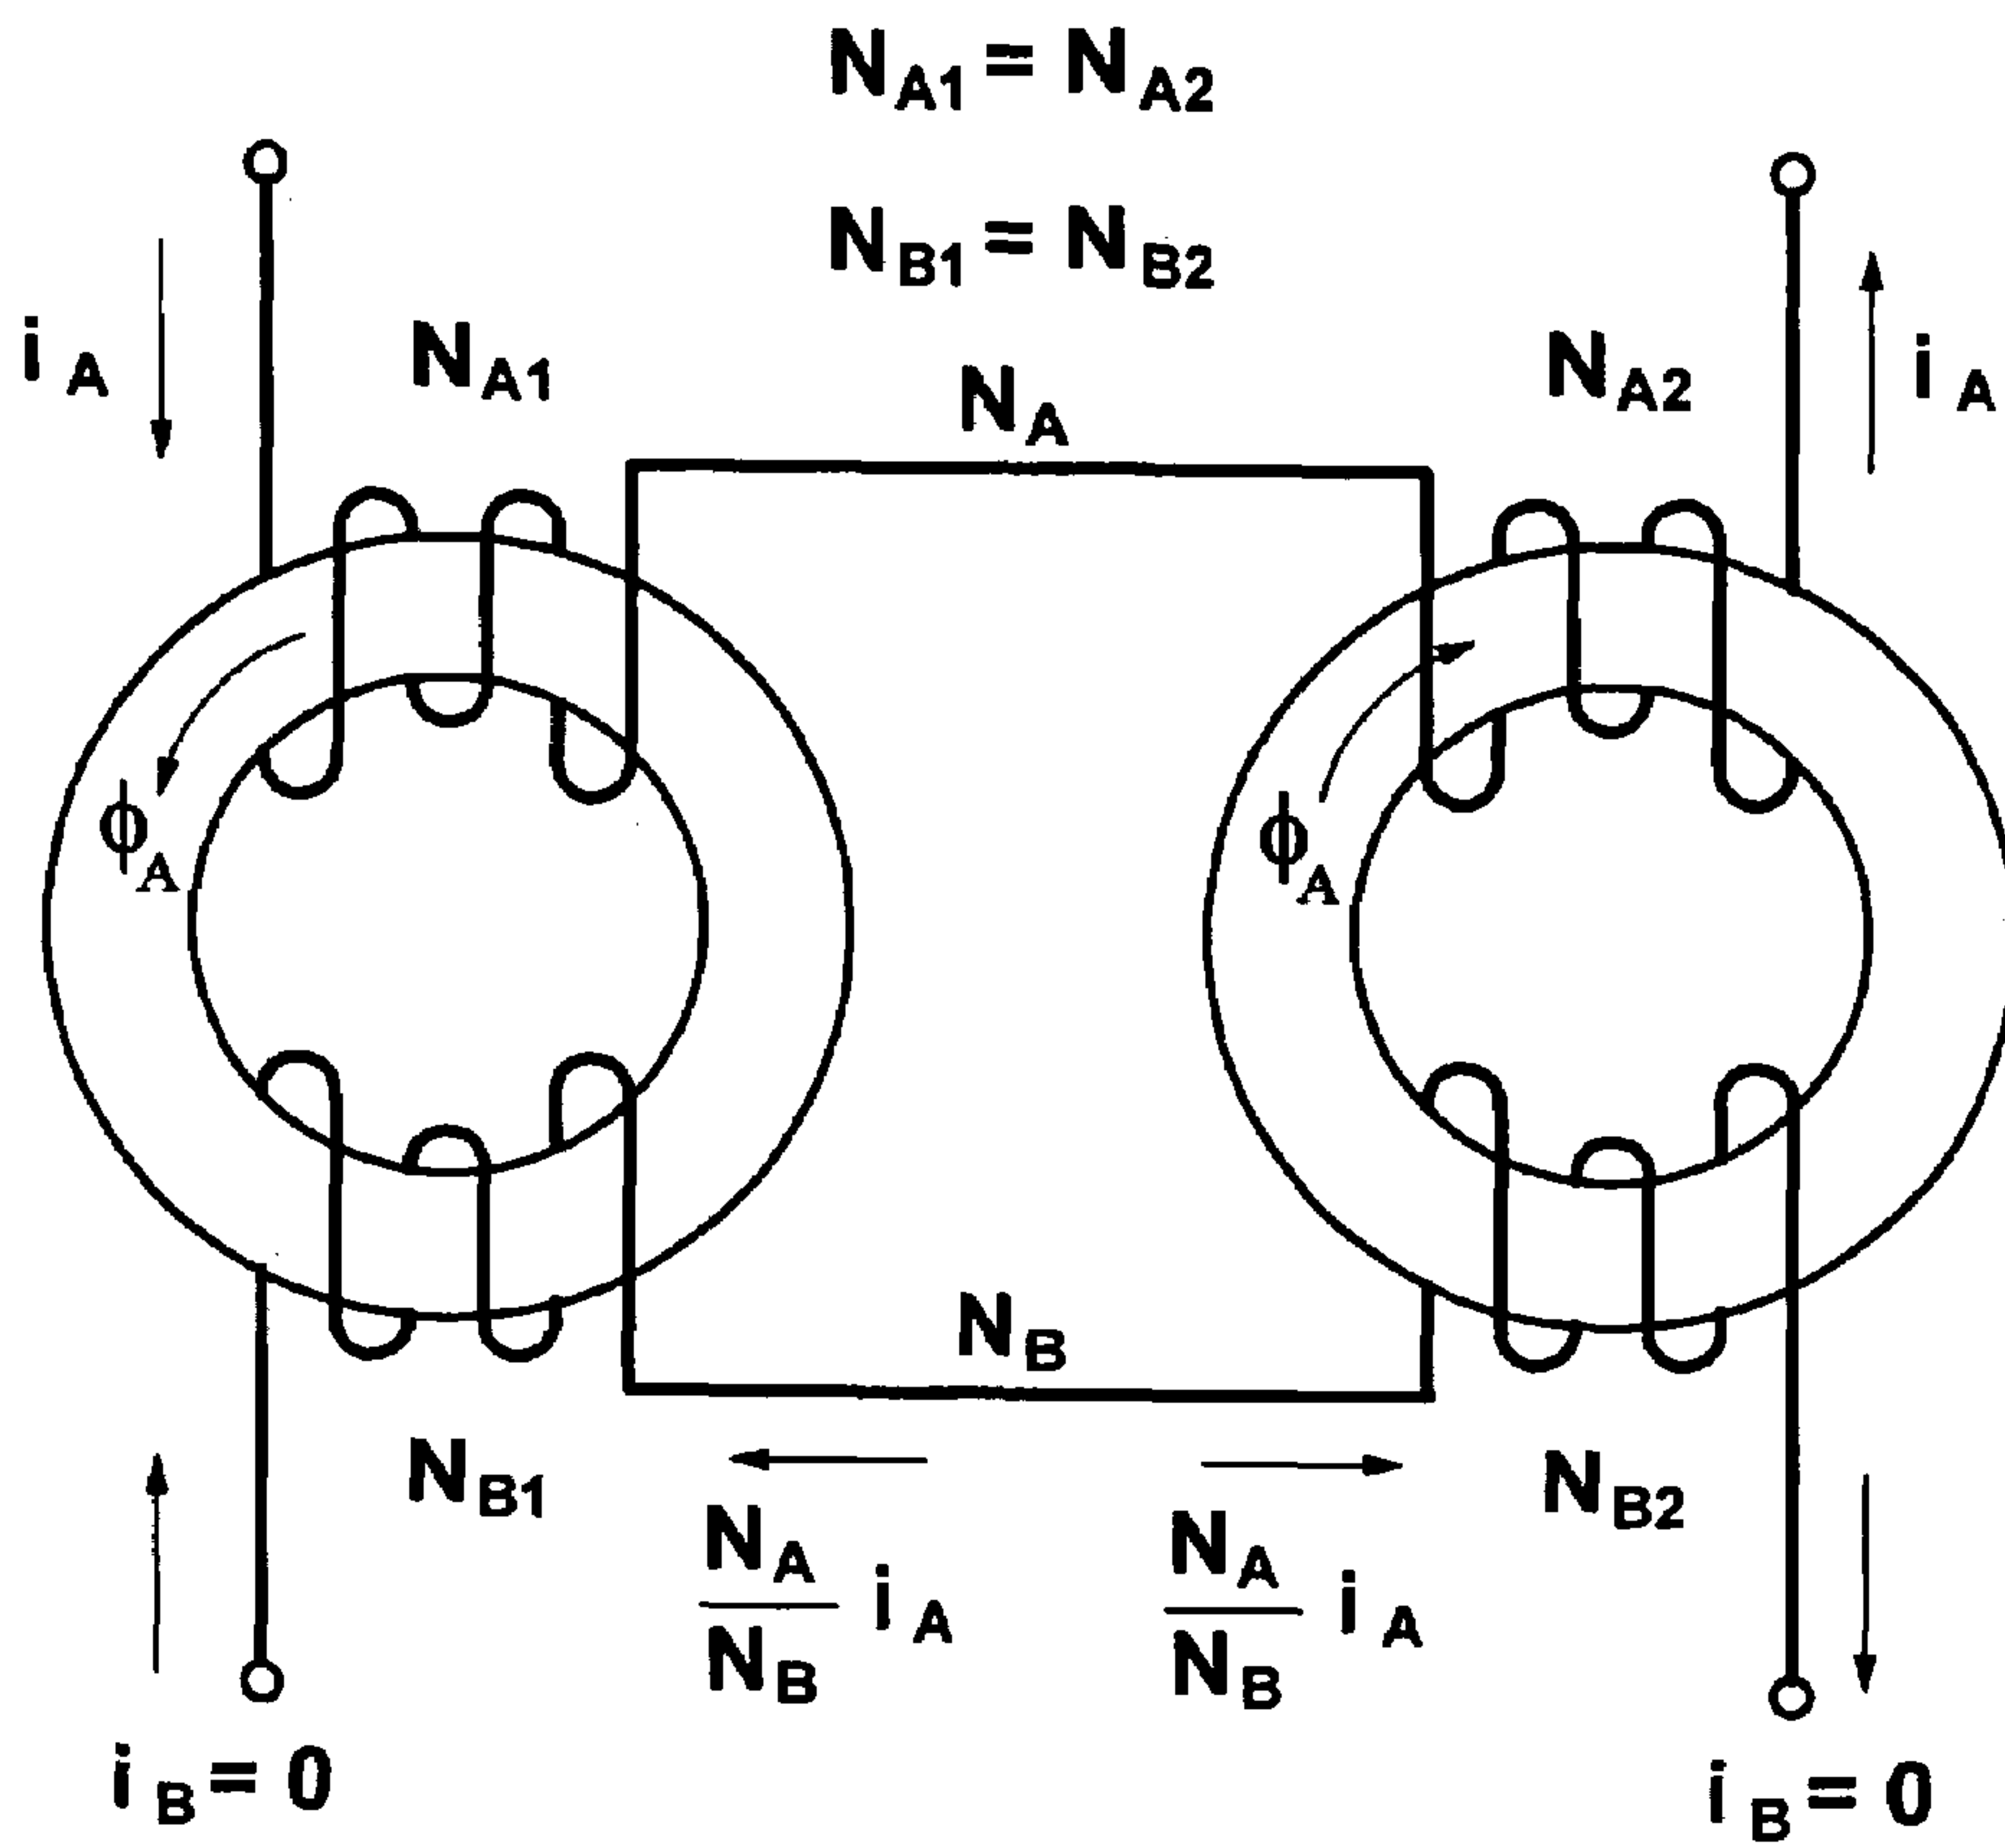 N_A1 = N_A2
N_B1 = N_B2
i_A
N_A1
N_A
N_A2
i_A
ϕ_A
ϕ_A
N_B
N_B1
N_B2
N_A
N_B
i_A
N_A
N_B
i_A
i_B = 0
i_B = 0